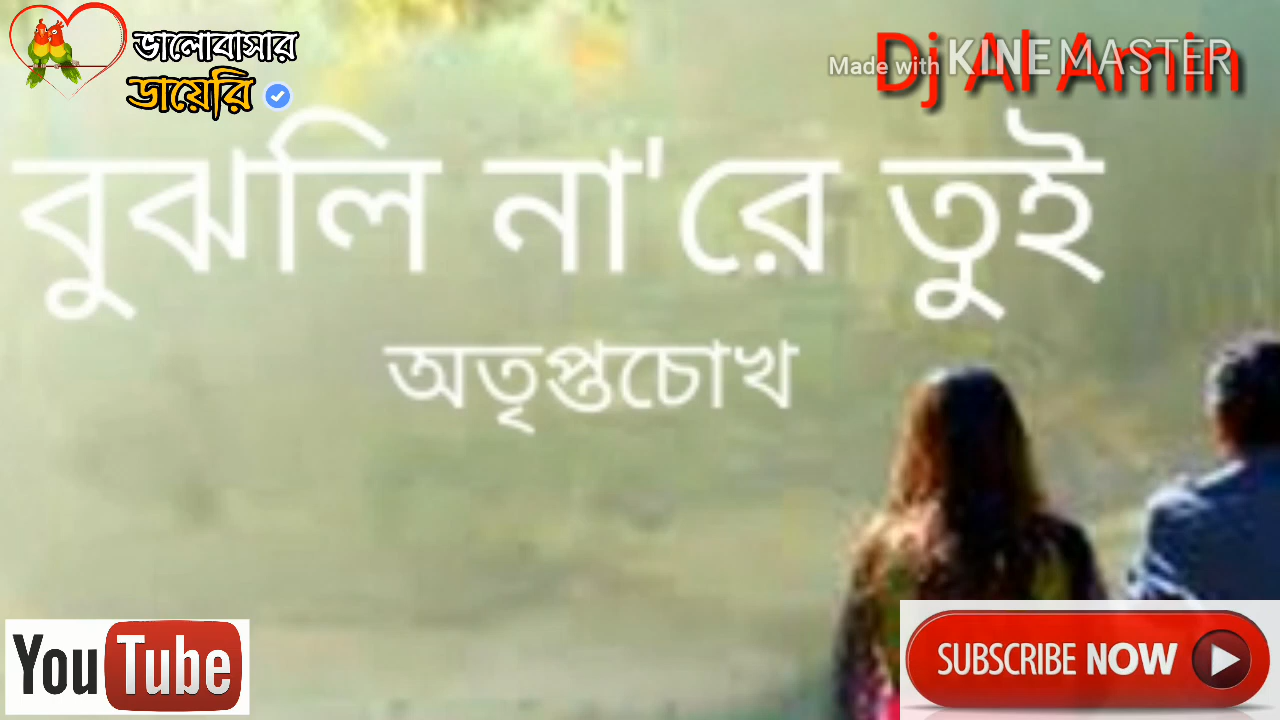 ভালোবাসার
ডায়েরি
Dj Al Amin
Made with KINEMASTER
বুঝলি না'রে তুই
অতৃপ্তচোখ
YouTube
SUBSCRIBE NOW